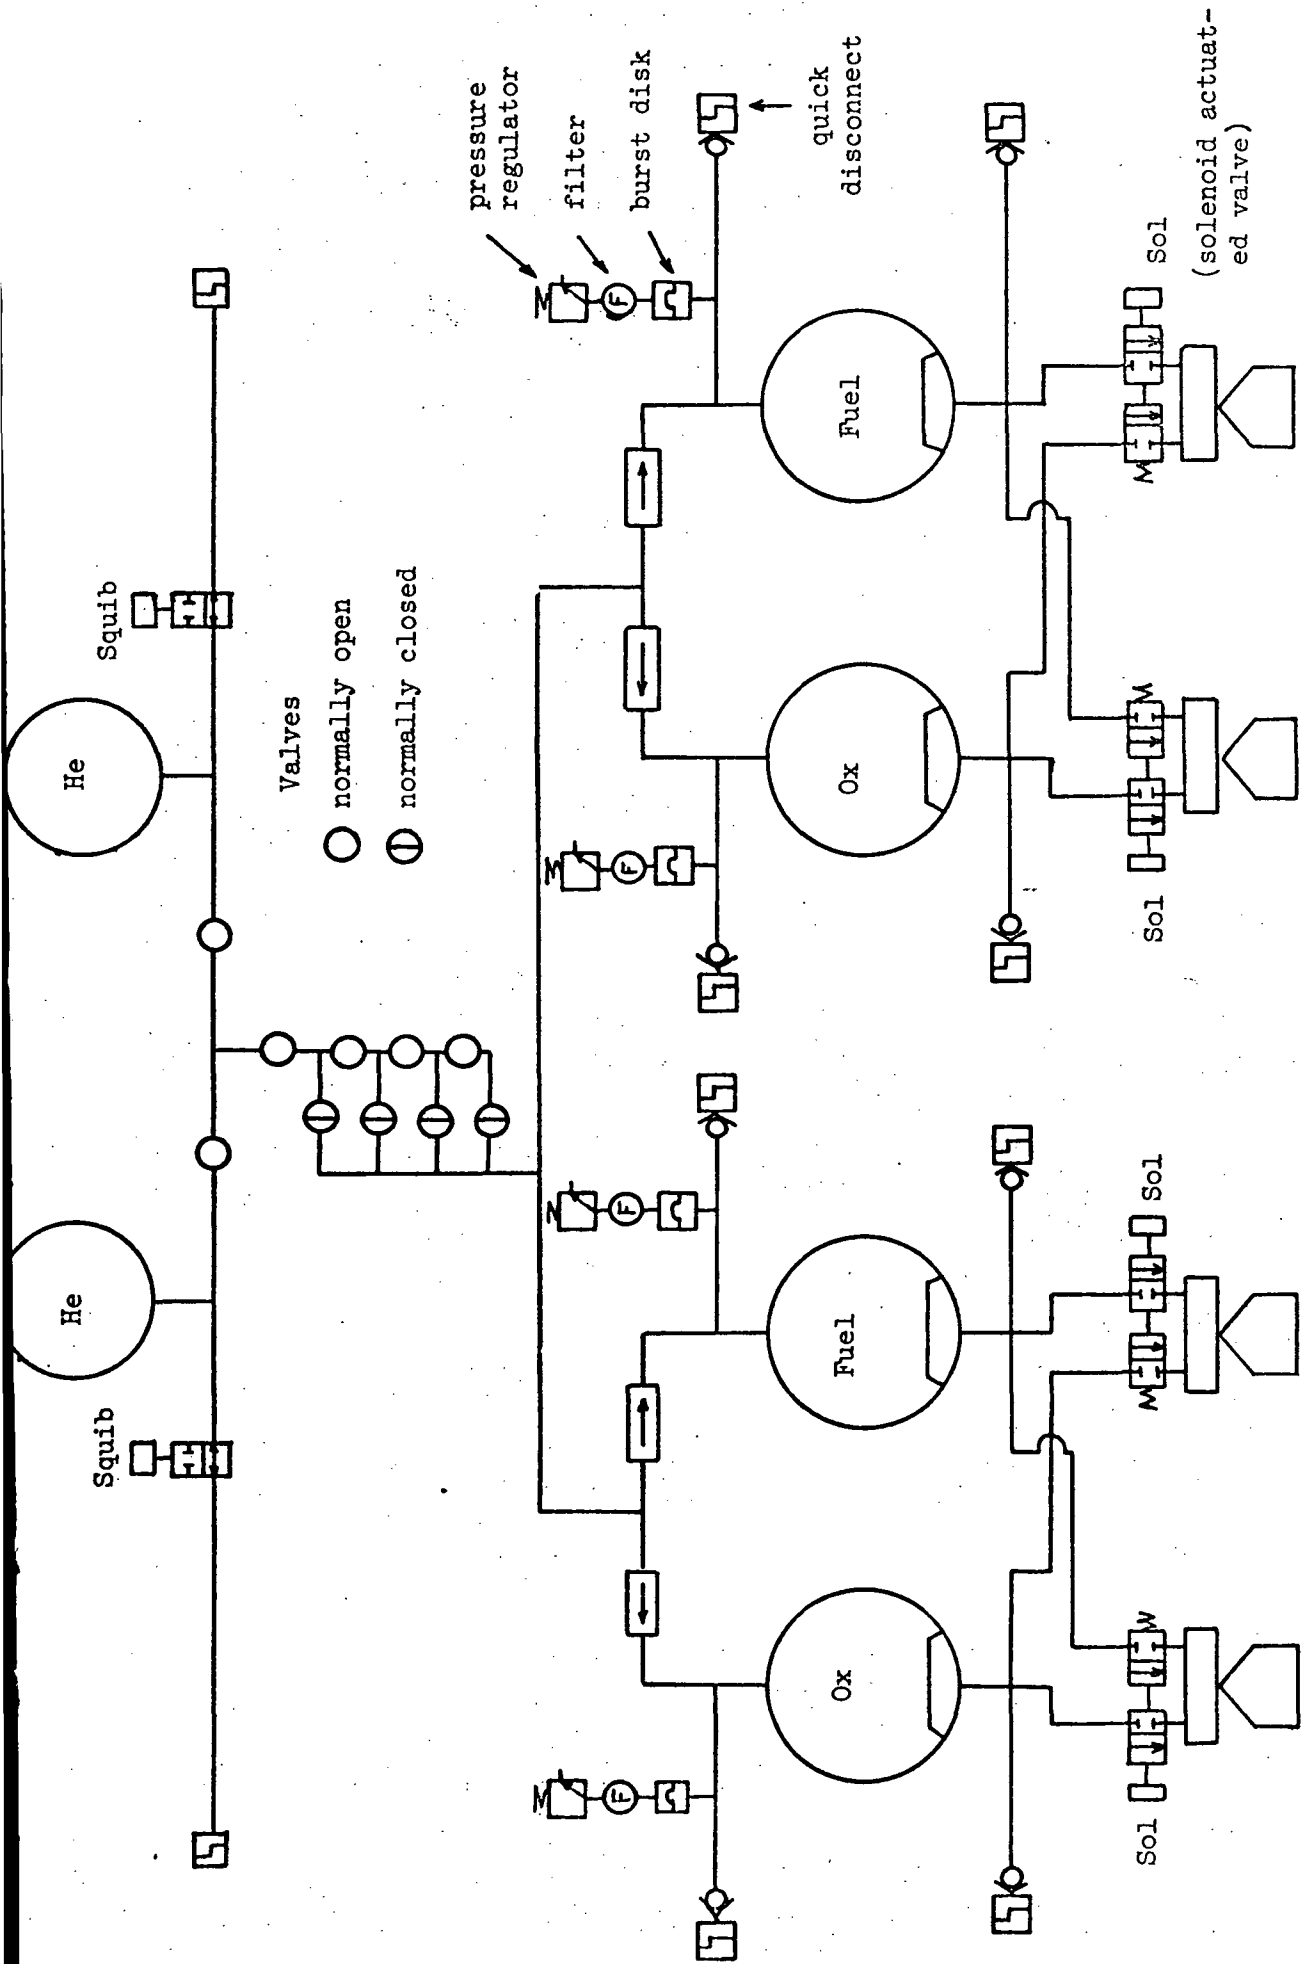 He
He
Squib
Squib
Valves
normally open
normally closed
pressure
regulator
filter
burst disk
F
F
F
F
quick
disconnect
Ox
Fuel
Ox
Fuel
Sol
Sol
Sol
Sol
(solenoid actuat-
ed valve)